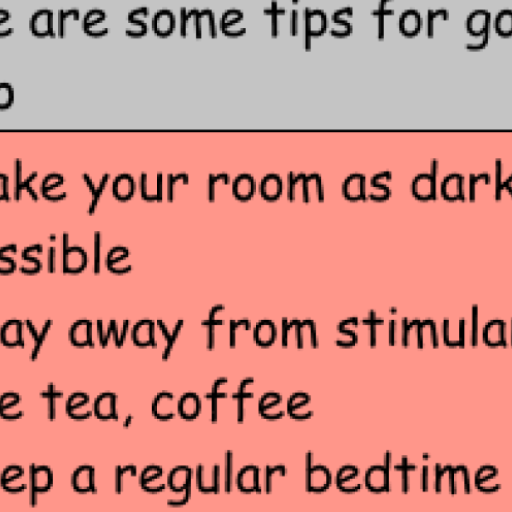 e are some tips for go
p
ake your room as dark
ssible
ay away from stimula
e tea, coffee
eep a regular bedtime